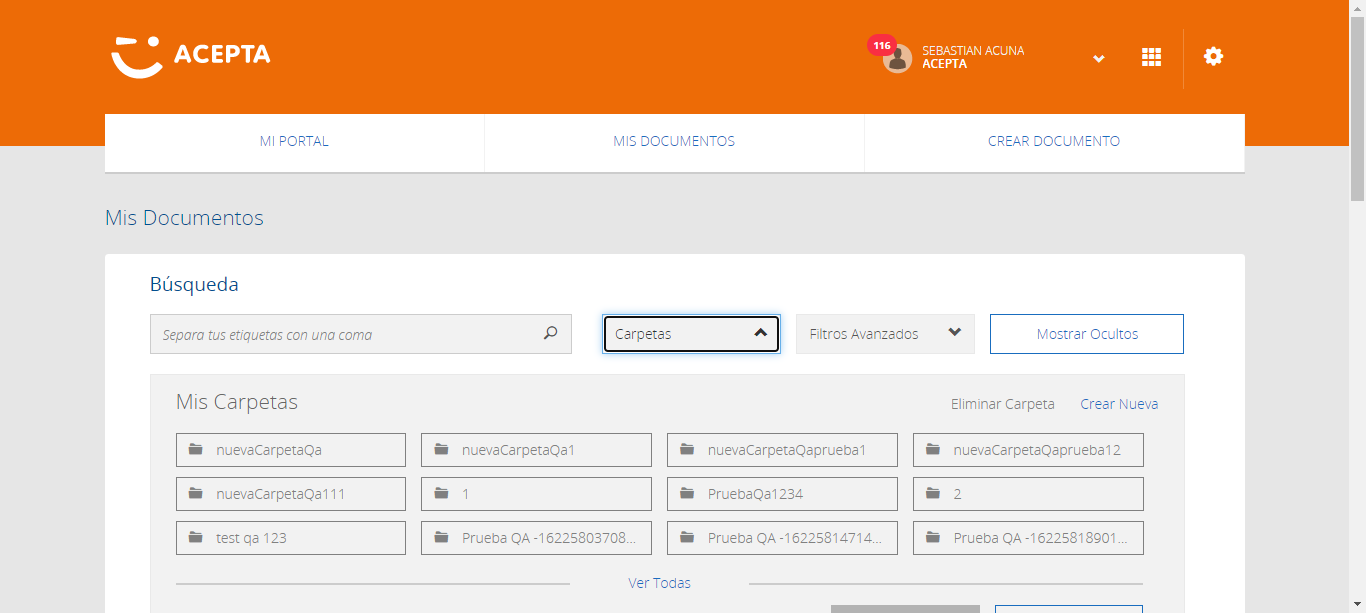 ACEPTA
116
SEBASTIAN ACUNA
ACEPTA
MI PORTAL
MIS DOCUMENTOS
CREAR DOCUMENTO
Mis Documentos
Búsqueda
Separa tus etiquetas con una coma
Carpetas
Filtros Avanzados
Mostrar Ocultos
Mis Carpetas
Eliminar Carpeta
Crear Nueva
nuevaCarpetaQa
nuevaCarpetaQa1
nuevaCarpetaQaprueba1
nuevaCarpetaQaprueba12
nuevaCarpetaQa111
1
PruebaQa1234
2
test qa 123
Prueba QA -16225803708...
Prueba QA -16225814714...
Prueba QA -16225818901...
Ver Todas